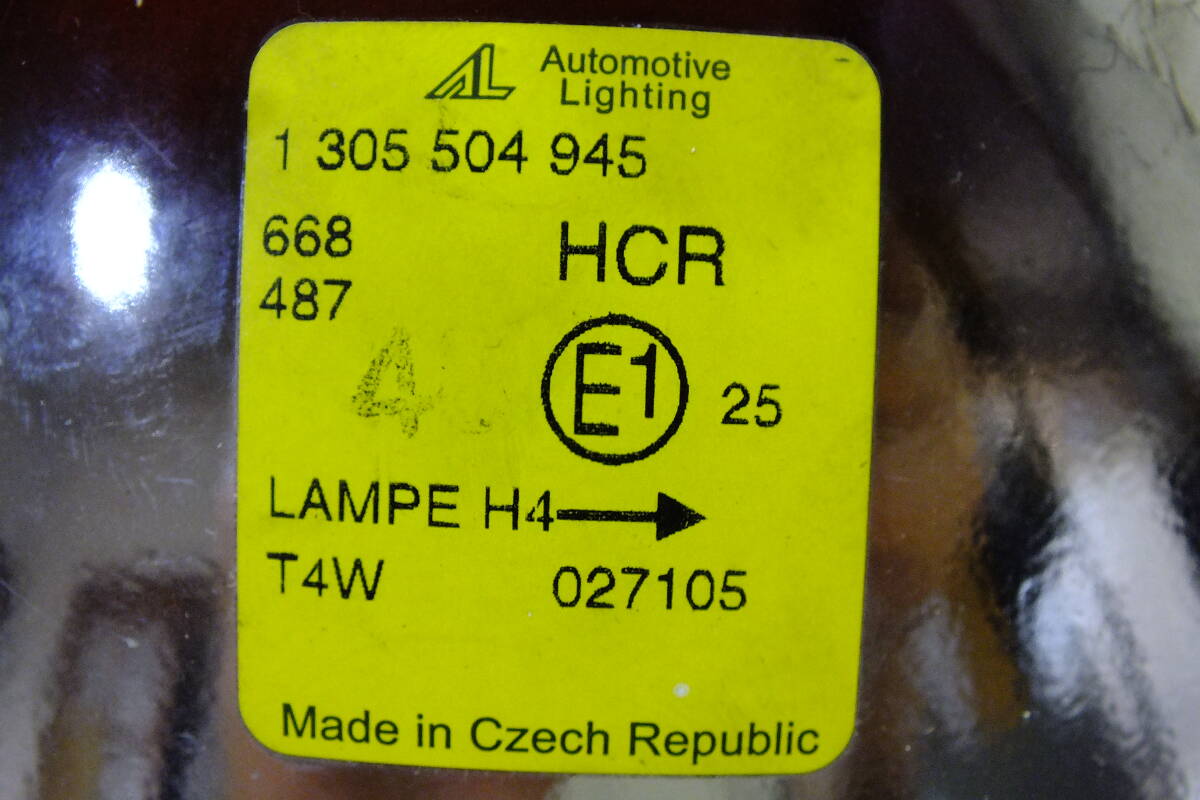 AL Automotive
Lighting
1 305 504 945
668
487
HCR
4
E1 25
LAMPE H4
T4W 027105
Made in Czech Republic